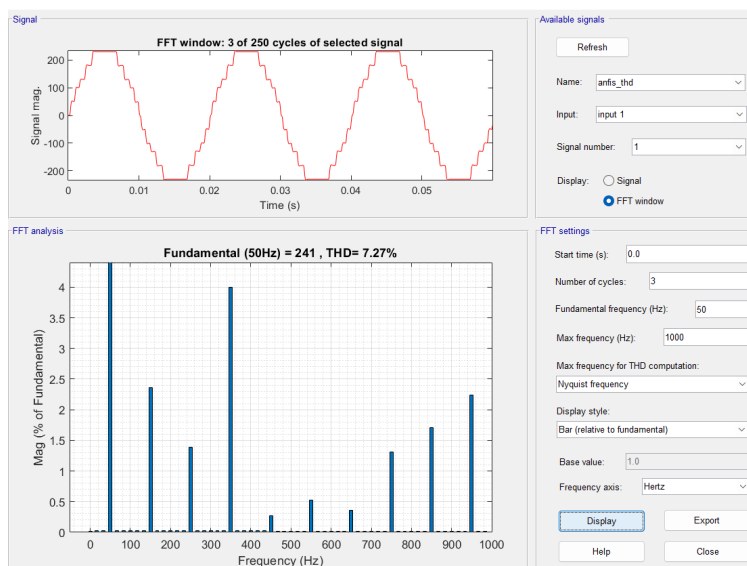 Signal
FFT window: 3 of 250 cycles of selected signal
Signal mag.
200
100
0
-100
-200
0
0.01
0.02
0.03
0.04
0.05
Time (s)
FFT analysis
Fundamental (50Hz) = 241 , THD= 7.27%
Mag (% of Fundamental)
4
3.5
3
2.5
2
1.5
1
0.5
0
0
100
200
300
400
500
600
700
800
900
1000
Frequency (Hz)
Available signals
Refresh
Name: anfis_thd
Input: input 1
Signal number: 1
Display: Signal
FFT window
FFT settings
Start time (s): 0.0
Number of cycles: 3
Fundamental frequency (Hz): 50
Max frequency (Hz): 1000
Max frequency for THD computation:
Nyquist frequency
Display style:
Bar (relative to fundamental)
Base value: 1.0
Frequency axis: Hertz
Display Export
Help Close